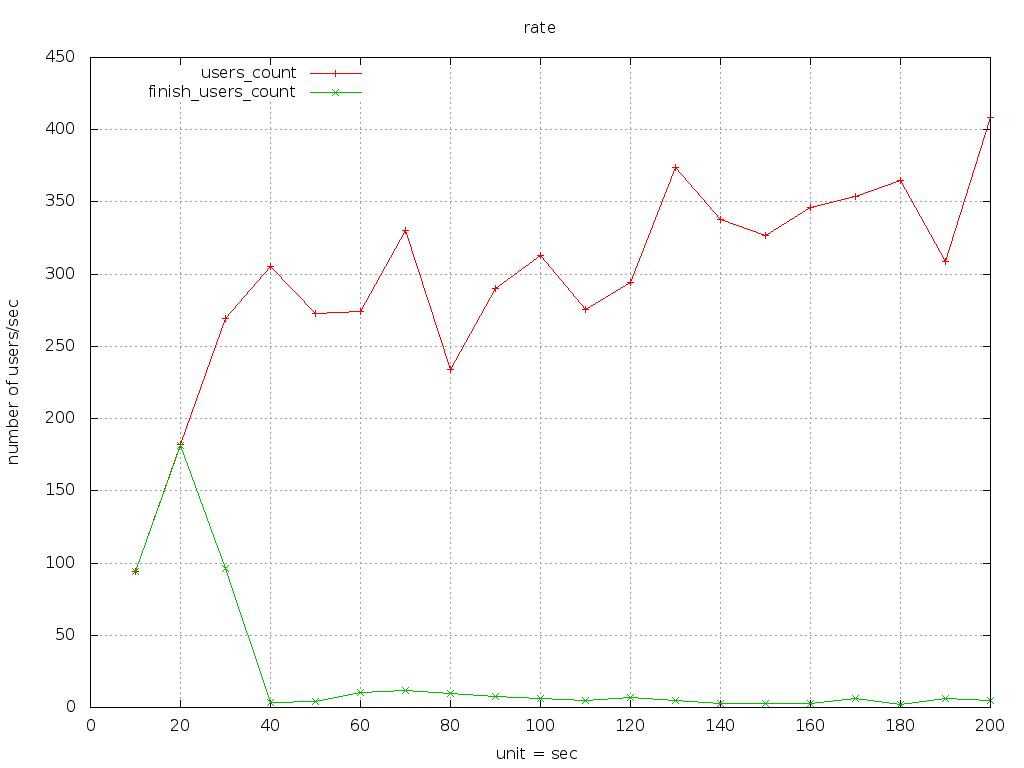 rate
450
400
350
300
250
200
150
100
50
0
users_count
finish_users_count
number of users/sec
0 20 40 60 80 100 120 140 160 180 200
unit = sec